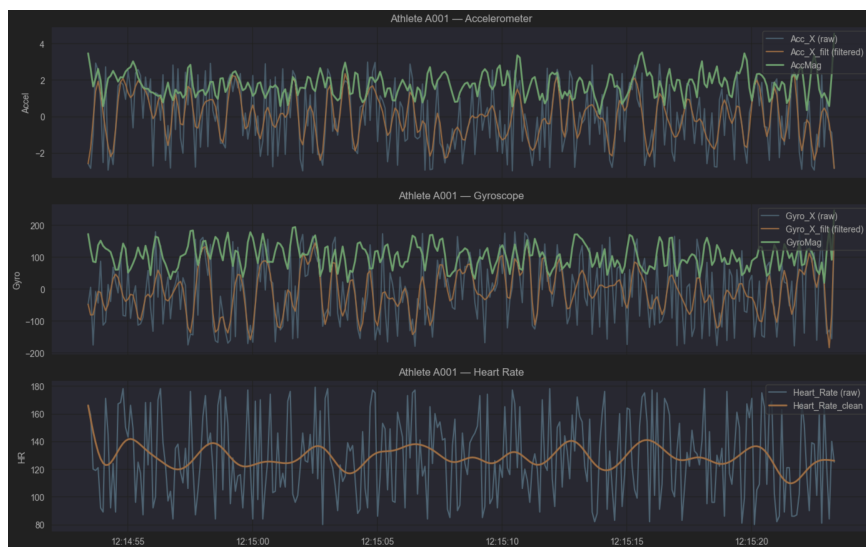 Athlete A001 — Accelerometer
Acc_X (raw)
Acc_X_filt (filtered)
AccMag
Accel
4
2
0
−2
Athlete A001 — Gyroscope
Gyro_X (raw)
Gyro_X_filt (filtered)
GyroMag
Gyro
200
100
0
−100
−200
Athlete A001 — Heart Rate
Heart_Rate (raw)
Heart_Rate_clean
HR
180
160
140
120
100
80
12:14:55
12:15:00
12:15:05
12:15:10
12:15:15
12:15:20